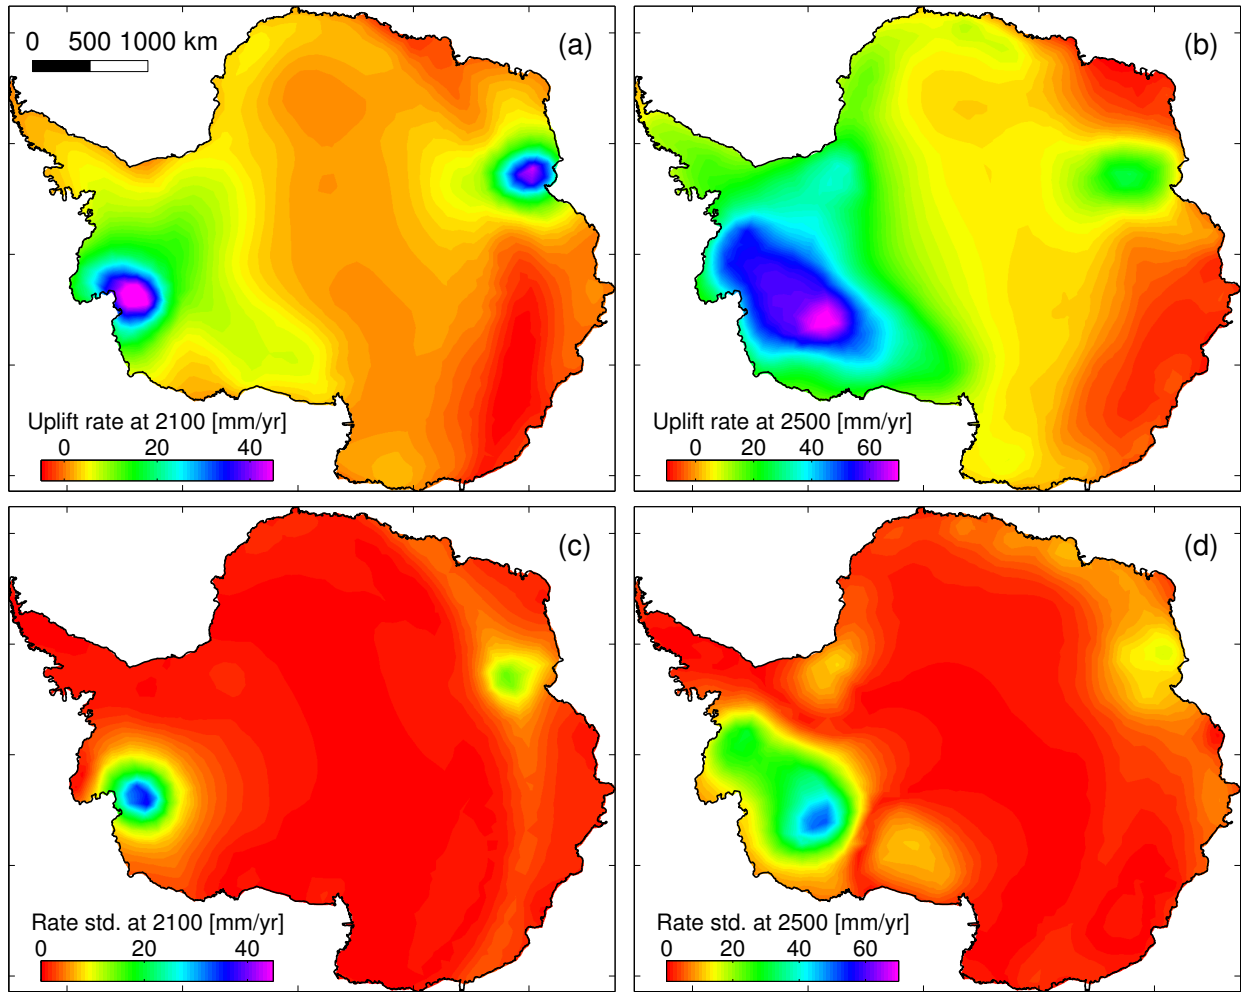 0 500 1000 km
(a)
Uplift rate at 2100 [mm/yr]
0 20 40
(b)
Uplift rate at 2500 [mm/yr]
0 20 40 60
(c)
Rate std. at 2100 [mm/yr]
0 20 40
(d)
Rate std. at 2500 [mm/yr]
0 20 40 60